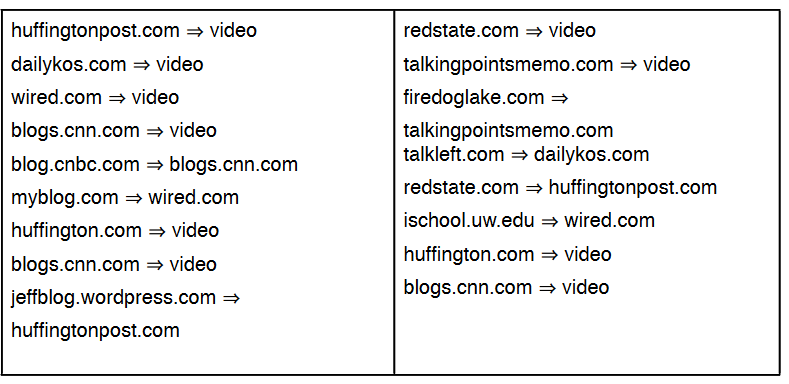 huffingtonpost.com ⇒ video
dailykos.com ⇒ video
wired.com ⇒ video
blogs.cnn.com ⇒ video
blog.cnbc.com ⇒ blogs.cnn.com
myblog.com ⇒ wired.com
huffington.com ⇒ video
blogs.cnn.com ⇒ video
jeffblog.wordpress.com ⇒
huffingtonpost.com
redstate.com ⇒ video
talkingpointsmemo.com ⇒ video
firedoglake.com ⇒
talkingpointsmemo.com
talkleft.com ⇒ dailykos.com
redstate.com ⇒ huffingtonpost.com
ischool.uw.edu ⇒ wired.com
huffington.com ⇒ video
blogs.cnn.com ⇒ video